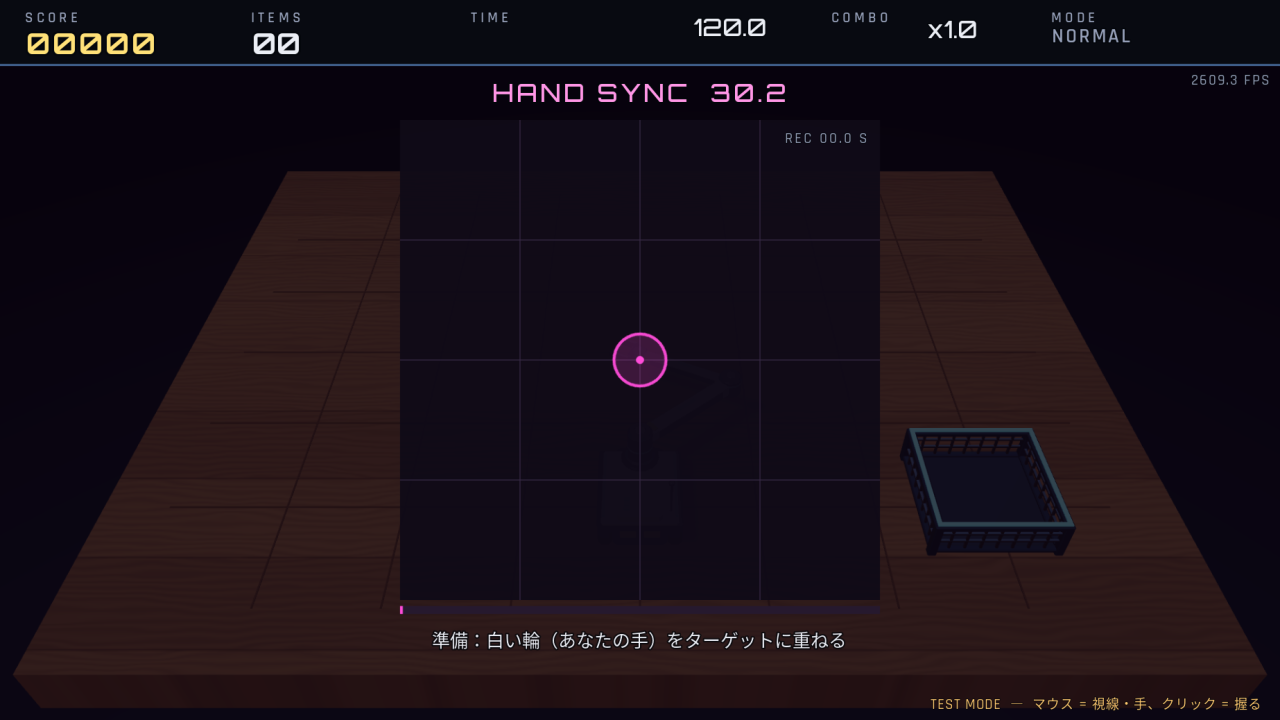 SCORE
00000
ITEMS
00
TIME
120.0
COMBO
x1.0
MODE
NORMAL
2609.3 FPS
HAND SYNC 30.2
REC 00.0 S
準備：白い輪（あなたの手）をターゲットに重ねる
TEST MODE — マウス = 視線・手、クリック = 握る